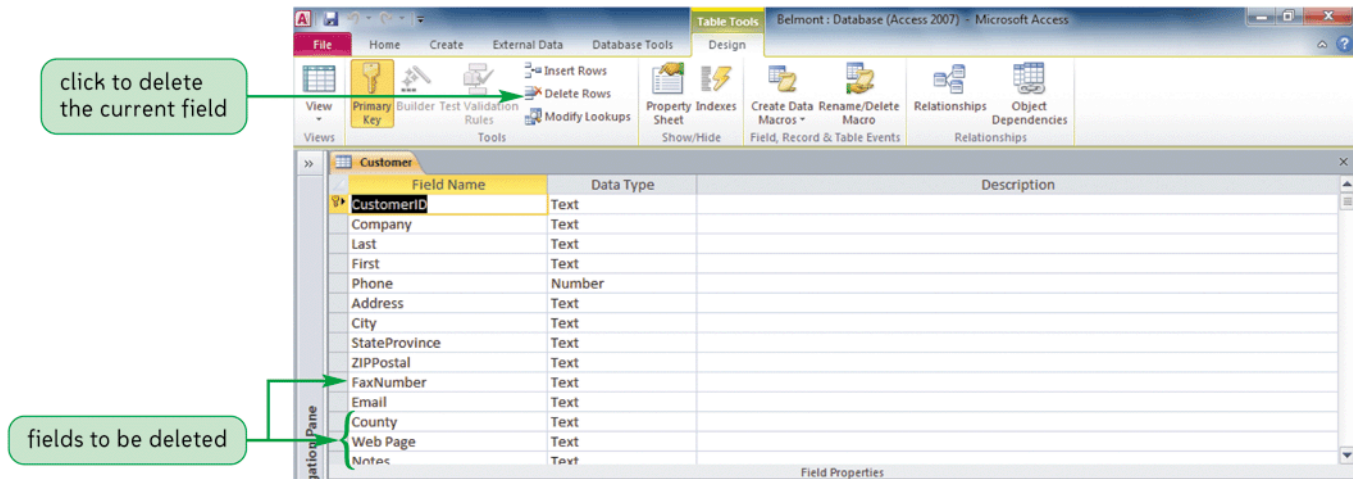 Table Tools
Belmont : Database (Access 2007) - Microsoft Access
File Home Create External Data Database Tools Design
click to delete
the current field
View
Views
Primary
Key
Builder
Test Validation
Rules
Insert Rows
Delete Rows
Modify Lookups
Tools
Property
Sheet
Indexes
Show/Hide
Create Data
Macros
Rename/Delete
Macro
Field, Record & Table Events
Relationships
Object
Dependencies
Relationships
Customer
Field Name Data Type Description
CustomerID Text
Company Text
Last Text
First Text
Phone Number
Address Text
City Text
StateProvince Text
ZIPPostal Text
FaxNumber Text
Email Text
County Text
Web Page Text
Notes Text
Field Properties
gation Pane
fields to be deleted